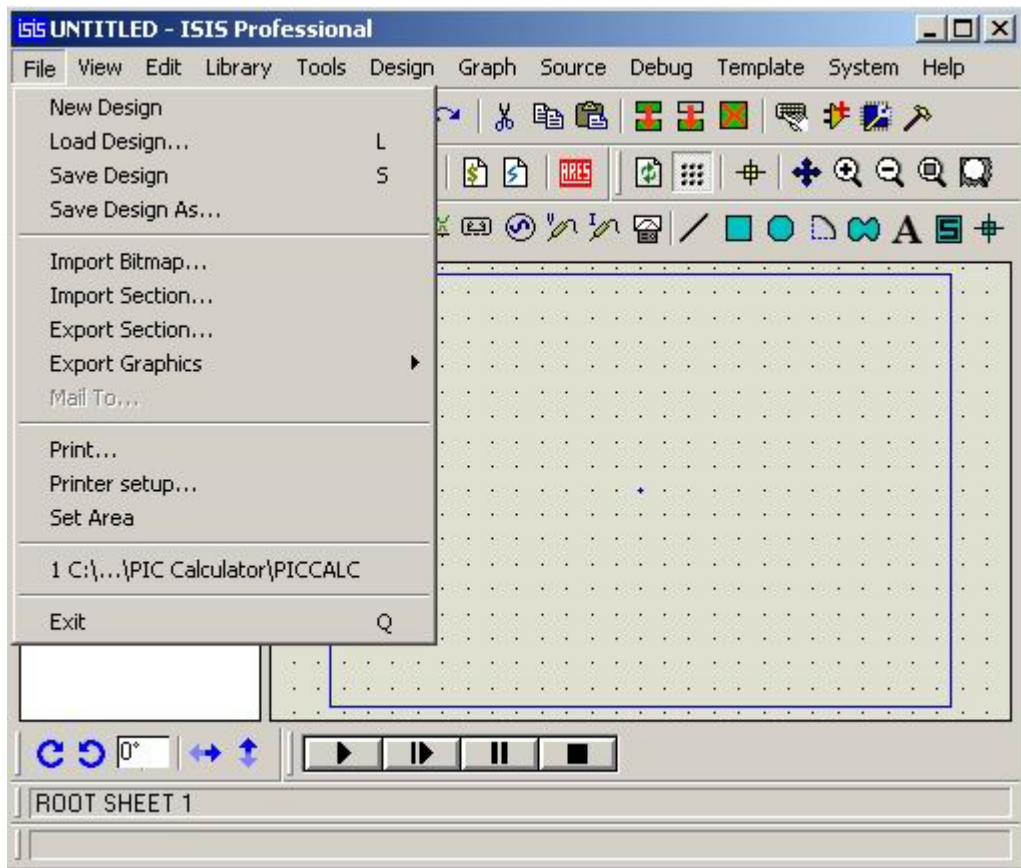 isis UNTITLED - ISIS Professional
File View Edit Library Tools Design Graph Source Debug Template System Help
New Design
Load Design... L
Save Design S
Save Design As...
Import Bitmap...
Import Section...
Export Section...
Export Graphics
Mail To...
Print...
Printer setup...
Set Area
1 C:\...\PIC Calculator\PICCALC
Exit Q
ARES
A
0°
ROOT SHEET 1